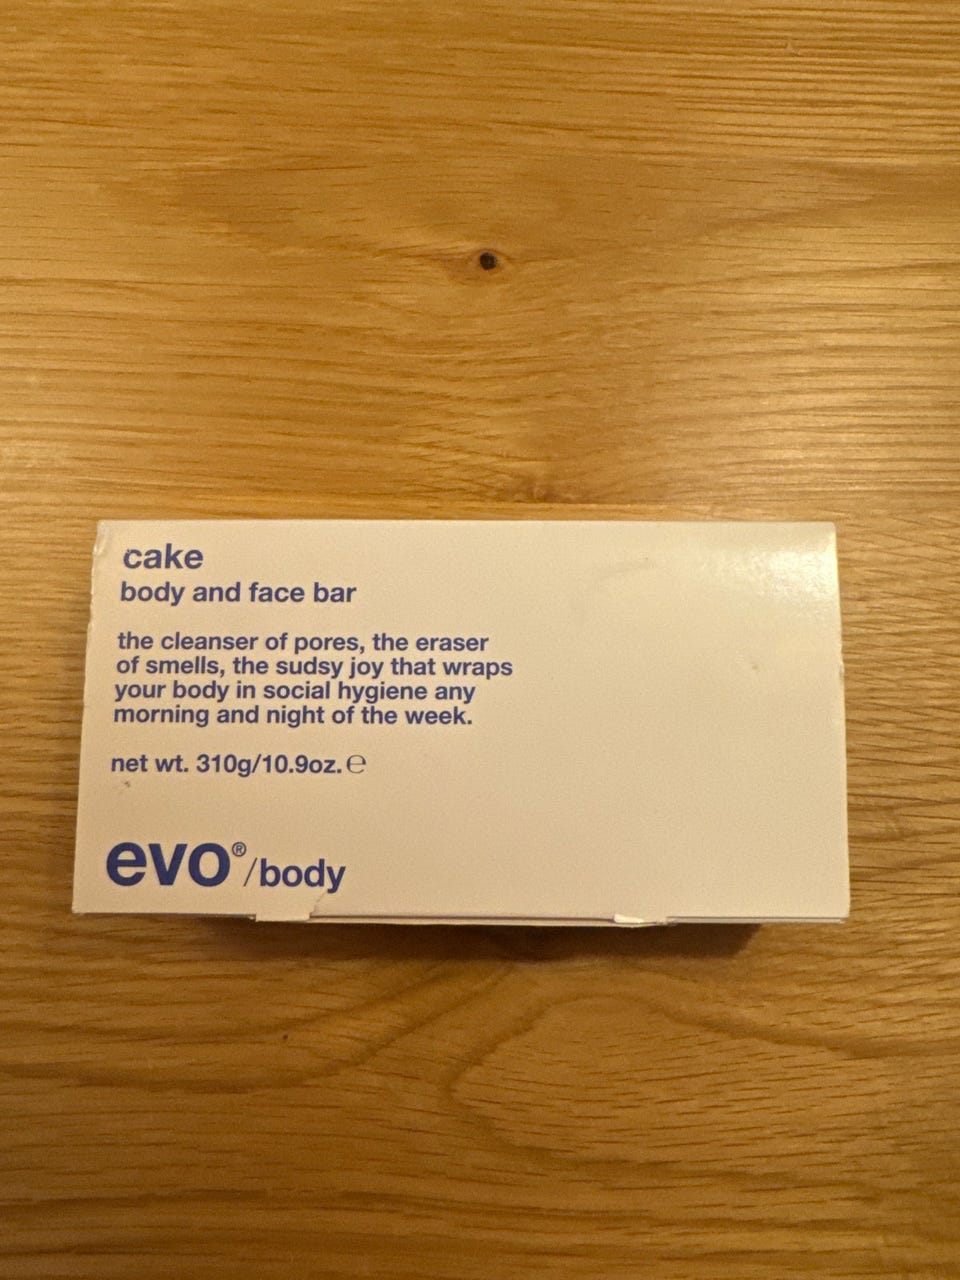 cake
body and face bar
the cleanser of pores, the eraser
of smells, the sudsy joy that wraps
your body in social hygiene any
morning and night of the week.
net wt. 310g/10.9oz. ℮
evo®/body